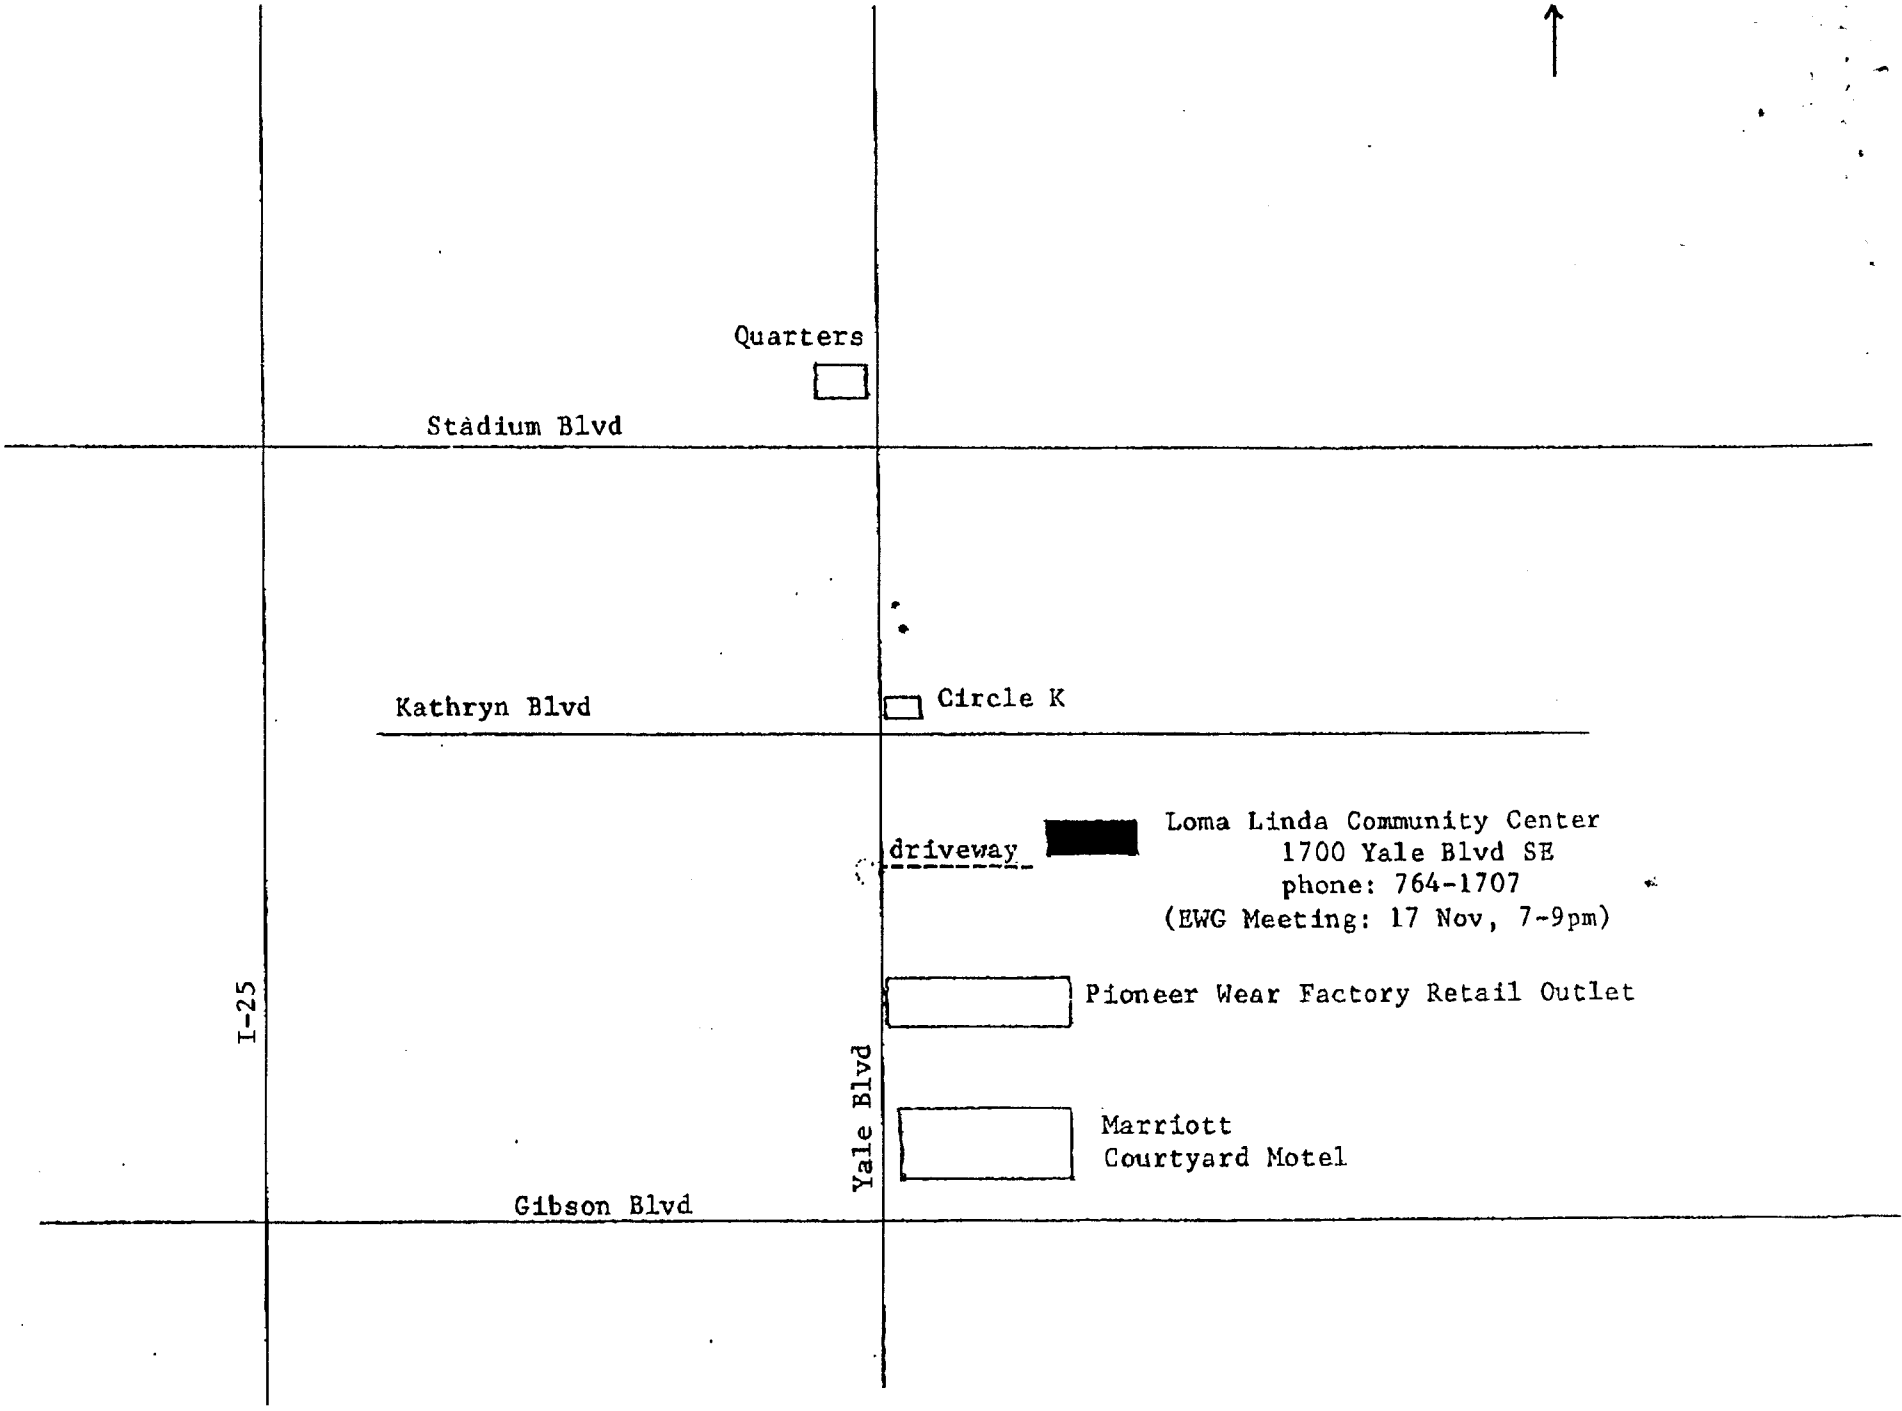 Quarters
Stadium Blvd
Kathryn Blvd
Circle K
driveway
Loma Linda Community Center
1700 Yale Blvd SE
phone: 764-1707
(EWG Meeting: 17 Nov, 7-9pm)
I-25
Pioneer Wear Factory Retail Outlet
Yale Blvd
Marriott
Courtyard Motel
Gibson Blvd